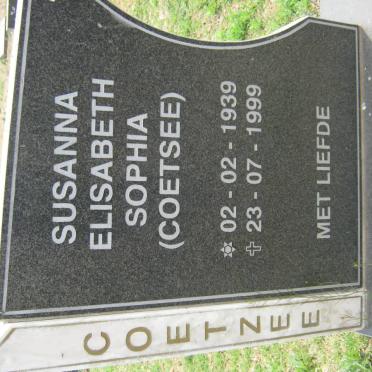 SUSANNA
ELISABETH
SOPHIA
(COETSEE)
✡ 02 - 02 - 1939
✝ 23 - 07 - 1999
MET LIEFDE
COETZEE